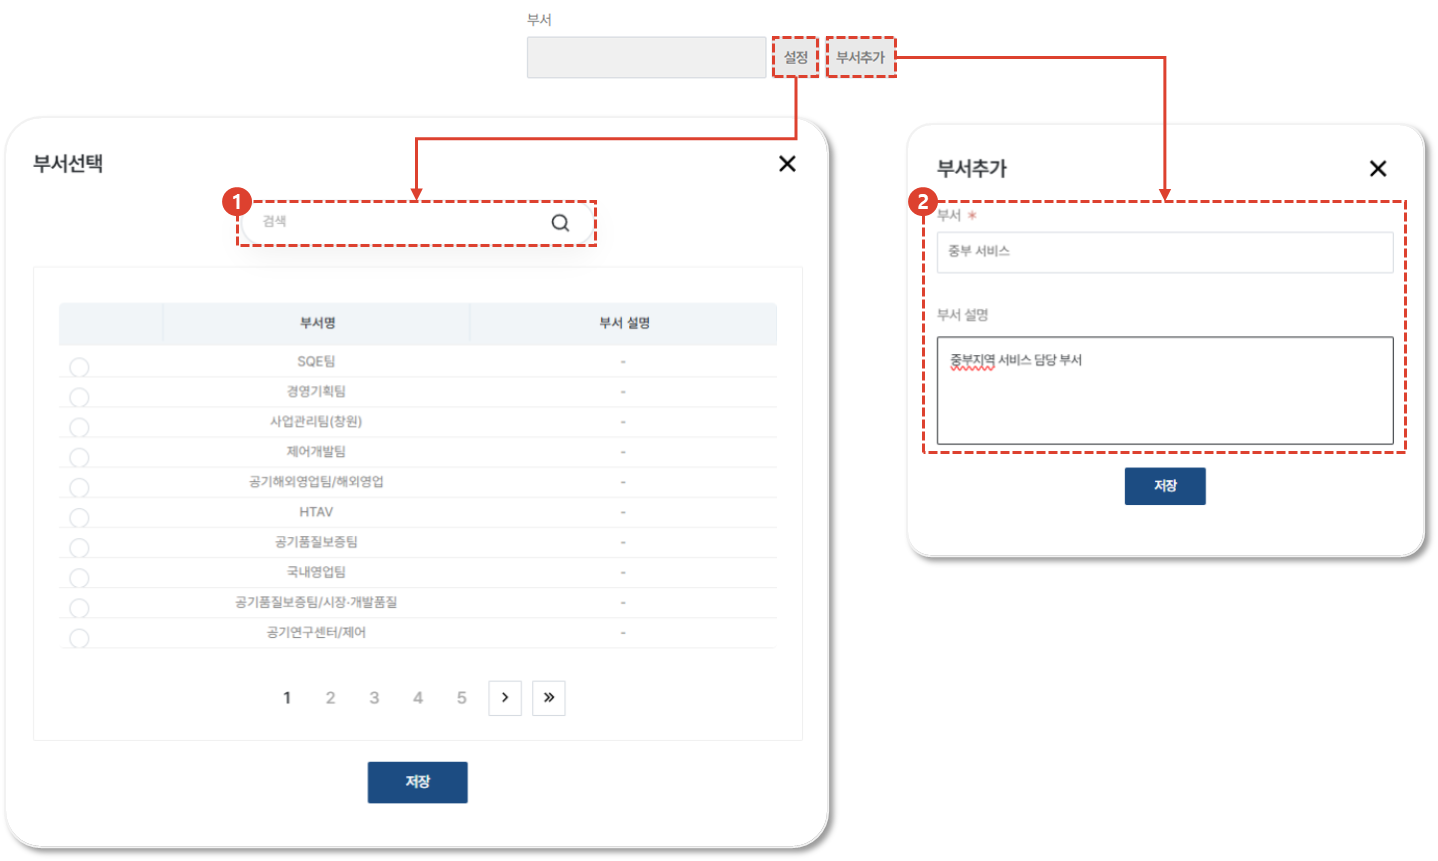 부서
설정
부서추가
부서선택
1
검색
부서명 부서 설명
SQE팀 -
경영기획팀 -
사업관리팀(창원) -
제어개발팀 -
공기해외영업팀/해외영업 -
HTAV -
공기품질보증팀 -
국내영업팀 -
공기품질보증팀/시장·개발품질 -
공기연구센터/제어 -
1 2 3 4 5 › »
저장
부서추가
2
부서 *
중부 서비스
부서 설명
중부지역 서비스 담당 부서
저장